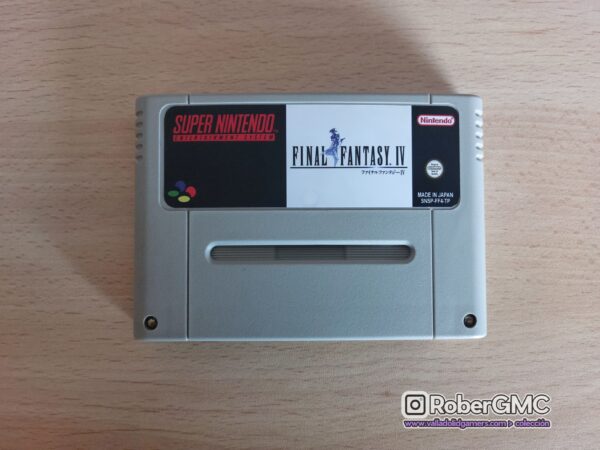 SUPER NINTENDO
ENTERTAINMENT SYSTEM
FINAL FANTASY. IV
ファイナルファンタジーIV
Nintendo
MADE IN JAPAN
SNSP-FF4-TP
RoberGMC
www.valladolidgamers.com > colección